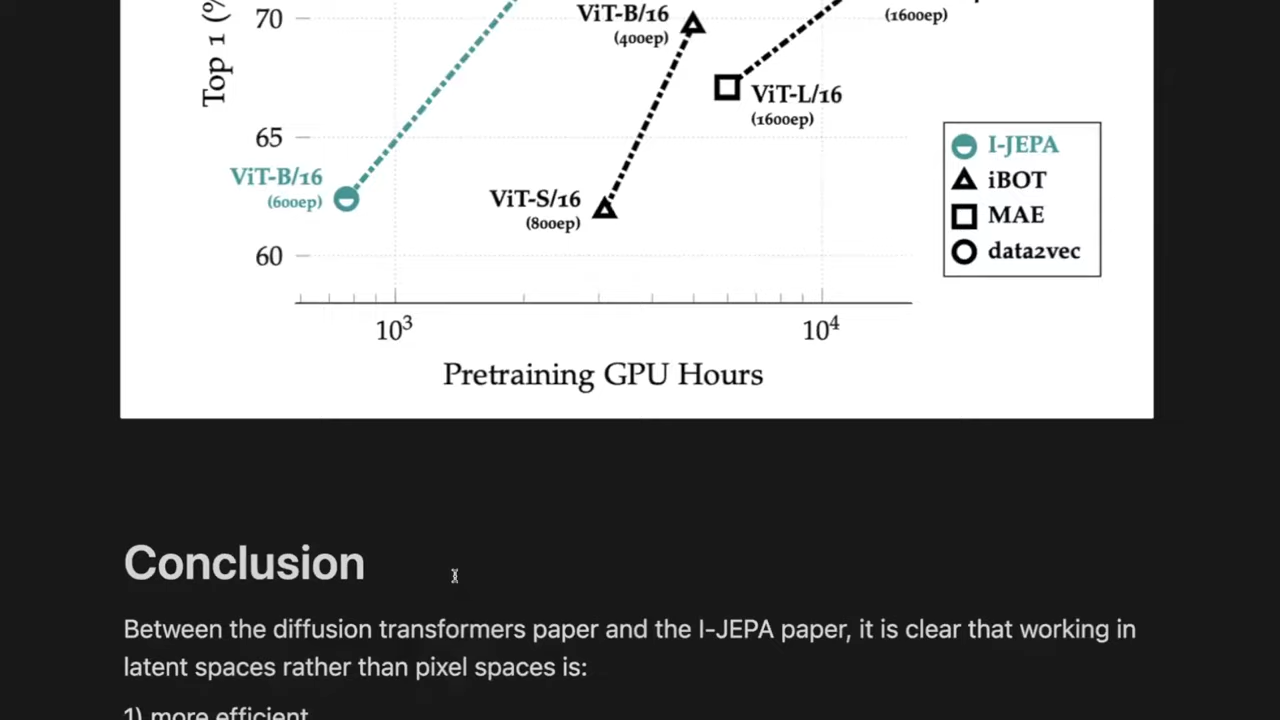 70
Top 1 (%
ViT-B/16
(400ep)
(1600ep)
ViT-L/16
(1600ep)
65
ViT-B/16
(600ep)
ViT-S/16
(800ep)
60
I-JEPA
iBOT
MAE
data2vec
10³
10⁴
Pretraining GPU Hours
Conclusion
Between the diffusion transformers paper and the I-JEPA paper, it is clear that working in
latent spaces rather than pixel spaces is:
1) more efficient